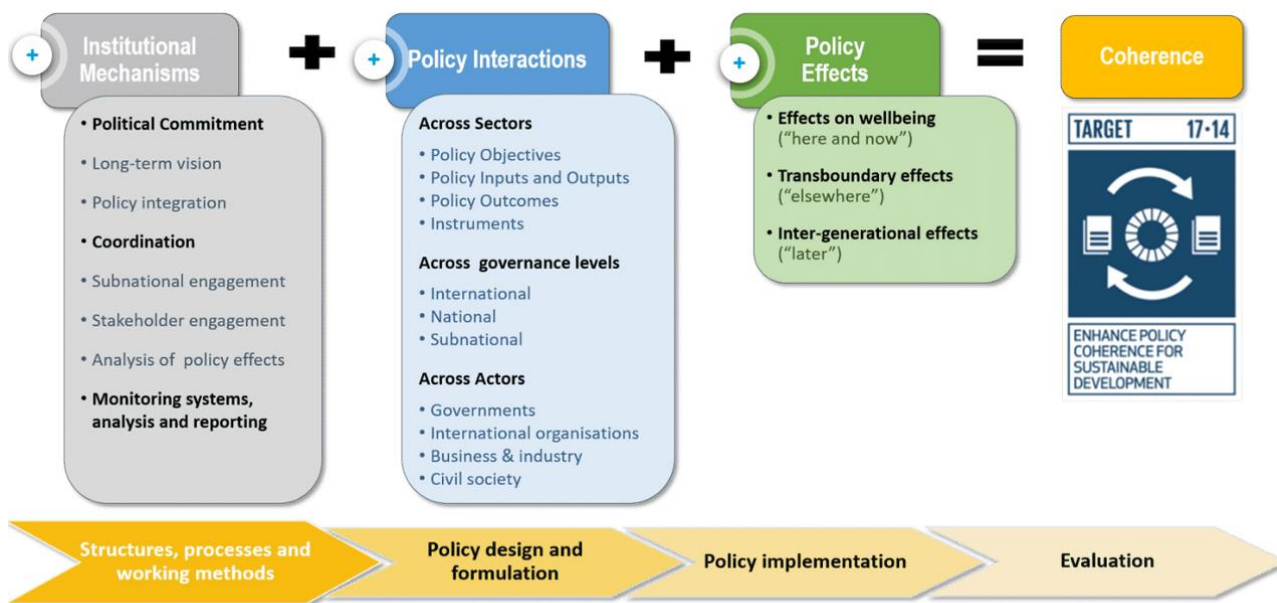 Institutional
Mechanisms
+
Policy Interactions
+
Policy
Effects
=
Coherence
• Political Commitment
• Long-term vision
• Policy integration
• Coordination
• Subnational engagement
• Stakeholder engagement
• Analysis of policy effects
• Monitoring systems,
analysis and reporting
Across Sectors
• Policy Objectives
• Policy Inputs and Outputs
• Policy Outcomes
• Instruments
Across governance levels
• International
• National
• Subnational
Across Actors
• Governments
• International organisations
• Business & industry
• Civil society
• Effects on wellbeing
("here and now")
• Transboundary effects
("elsewhere")
• Inter-generational effects
("later")
TARGET 17·14
ENHANCE POLICY
COHERENCE FOR
SUSTAINABLE
DEVELOPMENT
Structures, processes and
working methods
Policy design and
formulation
Policy implementation
Evaluation